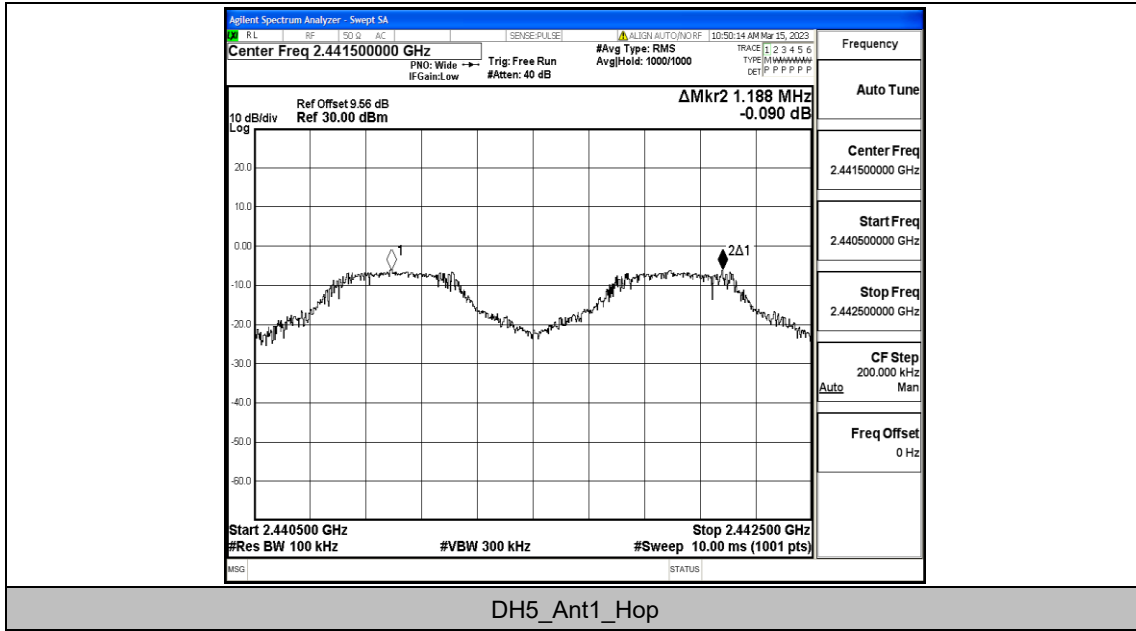 Agilent Spectrum Analyzer - Swept SA
LXI RL RF 50 Ω AC SENSE:PULSE ALIGN AUTO/NO RF 10:50:14 AM Mar 15, 2023
Center Freq 2.441500000 GHz
PNO: Wide
IFGain:Low
Trig: Free Run
#Atten: 40 dB
#Avg Type: RMS
Avg|Hold: 1000/1000
TRACE 1 2 3 4 5 6
TYPE MWWWWW
DET P P P P P P
Ref Offset 9.56 dB
10 dB/div Ref 30.00 dBm
Log
ΔMkr2 1.188 MHz
-0.090 dB
20.0
10.0
0.00
-10.0
-20.0
-30.0
-40.0
-50.0
-60.0
1
2Δ1
Start 2.440500 GHz Stop 2.442500 GHz
#Res BW 100 kHz #VBW 300 kHz #Sweep 10.00 ms (1001 pts)
MSG STATUS
Frequency
Auto Tune
Center Freq
2.441500000 GHz
Start Freq
2.440500000 GHz
Stop Freq
2.442500000 GHz
CF Step
200.000 kHz
Auto Man
Freq Offset
0 Hz
DH5_Ant1_Hop